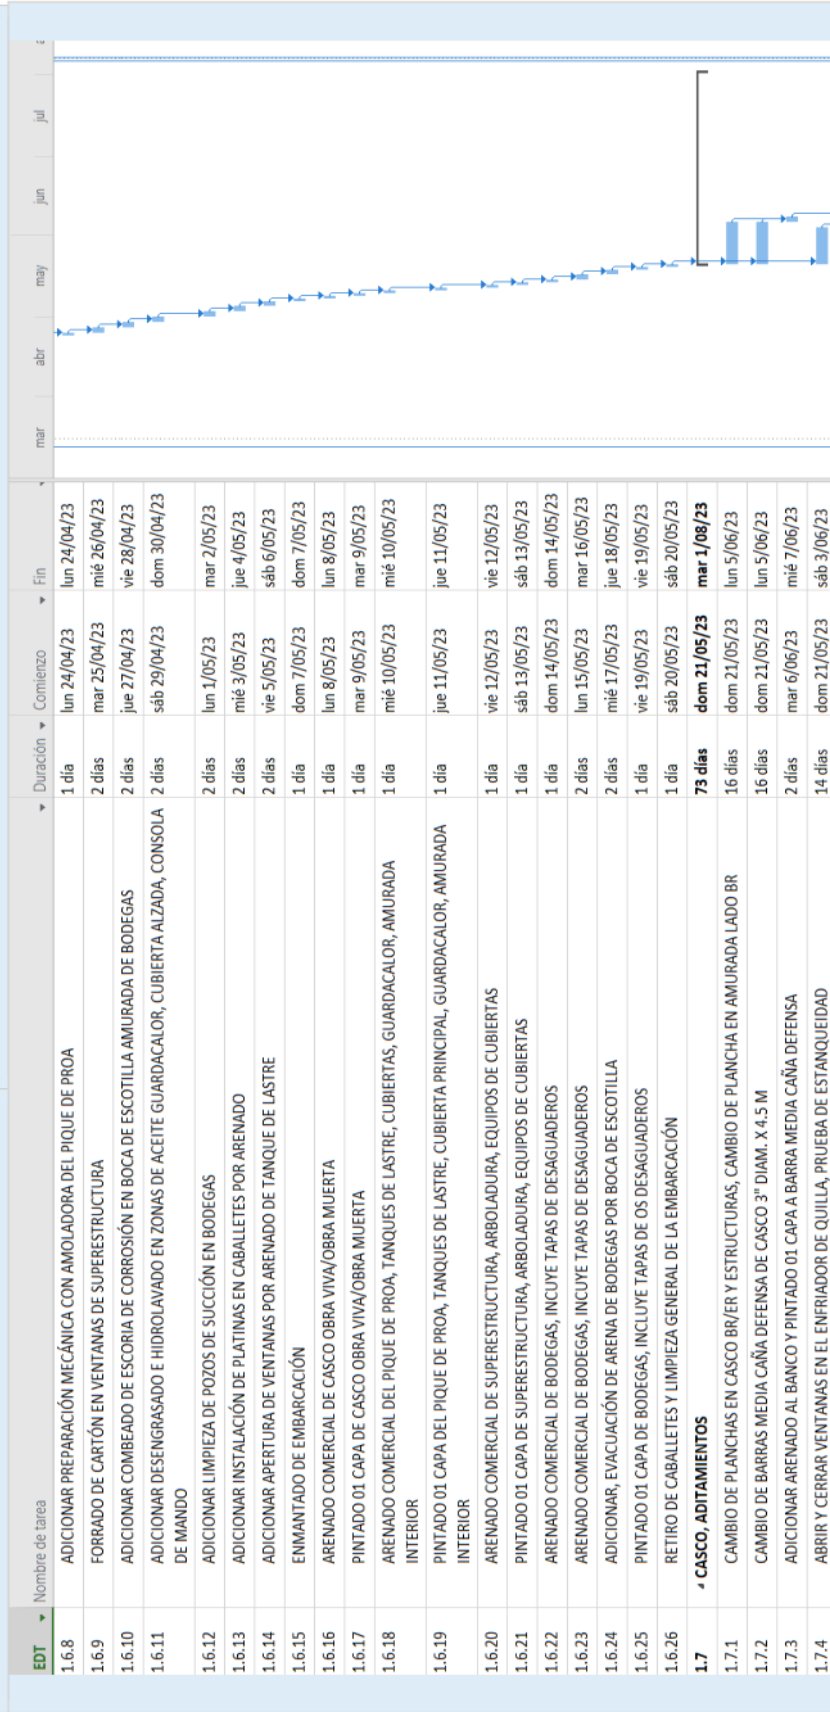 EDT Nombre de tarea Duración Comienzo Fin mar abr may jun jul
1.6.8 ADICIONAR PREPARACIÓN MECÁNICA CON AMOLADORA DEL PIQUE DE PROA 1 día lun 24/04/23 lun 24/04/23
1.6.9 FORRADO DE CARTÓN EN VENTANAS DE SUPERESTRUCTURA 2 días mar 25/04/23 mié 26/04/23
1.6.10 ADICIONAR COMBEADO DE ESCORIA DE CORROSIÓN EN BOCA DE ESCOTILLA AMURADA DE BODEGAS 2 días jue 27/04/23 vie 28/04/23
1.6.11 ADICIONAR DESENGRASADO E HIDROLAVADO EN ZONAS DE ACEITE GUARDACALOR, CUBIERTA ALZADA, CONSOLA 2 días sáb 29/04/23 dom 30/04/23
DE MANDO
1.6.12 ADICIONAR LIMPIEZA DE POZOS DE SUCCIÓN EN BODEGAS 2 días lun 1/05/23 mar 2/05/23
1.6.13 ADICIONAR INSTALACIÓN DE PLATINAS EN CABALLETES POR ARENADO 2 días mié 3/05/23 jue 4/05/23
1.6.14 ADICIONAR APERTURA DE VENTANAS POR ARENADO DE TANQUE DE LASTRE 2 días vie 5/05/23 sáb 6/05/23
1.6.15 ENMANTADO DE EMBARCACIÓN 1 día dom 7/05/23 dom 7/05/23
1.6.16 ARENADO COMERCIAL DE CASCO OBRA VIVA/OBRA MUERTA 1 día lun 8/05/23 lun 8/05/23
1.6.17 PINTADO 01 CAPA DE CASCO OBRA VIVA/OBRA MUERTA 1 día mar 9/05/23 mar 9/05/23
1.6.18 ARENADO COMERCIAL DEL PIQUE DE PROA, TANQUES DE LASTRE, CUBIERTAS, GUARDACALOR, AMURADA 1 día mié 10/05/23 mié 10/05/23
INTERIOR
1.6.19 PINTADO 01 CAPA DEL PIQUE DE PROA, TANQUES DE LASTRE, CUBIERTA PRINCIPAL, GUARDACALOR, AMURADA 1 día jue 11/05/23 jue 11/05/23
INTERIOR
1.6.20 ARENADO COMERCIAL DE SUPERESTRUCTURA, ARBOLADURA, EQUIPOS DE CUBIERTAS 1 día vie 12/05/23 vie 12/05/23
1.6.21 PINTADO 01 CAPA DE SUPERESTRUCTURA, ARBOLADURA, EQUIPOS DE CUBIERTAS 1 día sáb 13/05/23 sáb 13/05/23
1.6.22 ARENADO COMERCIAL DE BODEGAS, INCUYE TAPAS DE DESAGUADEROS 1 día dom 14/05/23 dom 14/05/23
1.6.23 ARENADO COMERCIAL DE BODEGAS, INCUYE TAPAS DE DESAGUADEROS 2 días lun 15/05/23 mar 16/05/23
1.6.24 ADICIONAR, EVACUACIÓN DE ARENA DE BODEGAS POR BOCA DE ESCOTILLA 2 días mié 17/05/23 jue 18/05/23
1.6.25 PINTADO 01 CAPA DE BODEGAS, INCLUYE TAPAS DE OS DESAGUADEROS 1 día vie 19/05/23 vie 19/05/23
1.6.26 RETIRO DE CABALLETES Y LIMPIEZA GENERAL DE LA EMBARCACIÓN 1 día sáb 20/05/23 sáb 20/05/23
1.7 CASCO, ADITAMIENTOS 73 días dom 21/05/23 mar 1/08/23
1.7.1 CAMBIO DE PLANCHAS EN CASCO BR/ER Y ESTRUCTURAS, CAMBIO DE PLANCHA EN AMURADA LADO BR 16 días dom 21/05/23 lun 5/06/23
1.7.2 CAMBIO DE BARRAS MEDIA CAÑA DEFENSA DE CASCO 3" DIAM. X 4.5 M 16 días dom 21/05/23 lun 5/06/23
1.7.3 ADICIONAR ARENADO AL BANCO Y PINTADO 01 CAPA A BARRA MEDIA CAÑA DEFENSA 2 días mar 6/06/23 mié 7/06/23
1.7.4 ABRIR Y CERRAR VENTANAS EN EL ENFRIADOR DE QUILLA, PRUEBA DE ESTANQUEIDAD 14 días dom 21/05/23 sáb 3/06/23